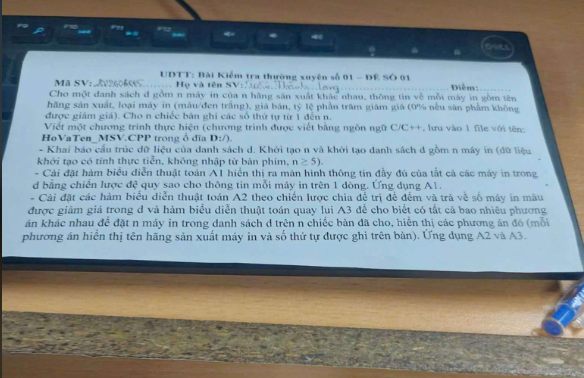 DELL
UDTT: Bài Kiểm tra thường xuyên số 01 – ĐỀ SỐ 01
Mã SV: Họ và tên SV: Điểm:
Cho một danh sách d gồm n máy in của n hãng sản xuất khác nhau, thông tin về mỗi máy in gồm tên
hãng sản xuất, loại máy in (màu/đen trắng), giá bán, tỷ lệ phần trăm giảm giá (0% nếu sản phẩm không
được giảm giá). Cho n chiếc bàn ghi các số thứ tự từ 1 đến n.
Viết một chương trình thực hiện (chương trình được viết bằng ngôn ngữ C/C++, lưu vào 1 file với tên:
HoVaTen_MSV.CPP trong ổ đĩa D:/).
- Khai báo cấu trúc dữ liệu của danh sách d. Khởi tạo n và khởi tạo danh sách d gồm n máy in (dữ liệu
khởi tạo có tính thực tiễn, không nhập từ bàn phím, n ≥ 5).
- Cài đặt hàm biểu diễn thuật toán A1 hiển thị ra màn hình thông tin đầy đủ của tất cả các máy in trong
d bằng chiến lược đệ quy sao cho thông tin mỗi máy in trên 1 dòng. Ứng dụng A1.
- Cài đặt các hàm biểu diễn thuật toán A2 theo chiến lược chia để trị để đếm và trả về số máy in màu
được giảm giá trong d và hàm biểu diễn thuật toán quay lui A3 để cho biết có tất cả bao nhiêu phương
án khác nhau để đặt n máy in trong danh sách d trên n chiếc bàn đã cho, hiển thị các phương án đó (mỗi
phương án hiển thị tên hãng sản xuất máy in và số thứ tự được ghi trên bàn). Ứng dụng A2 và A3.